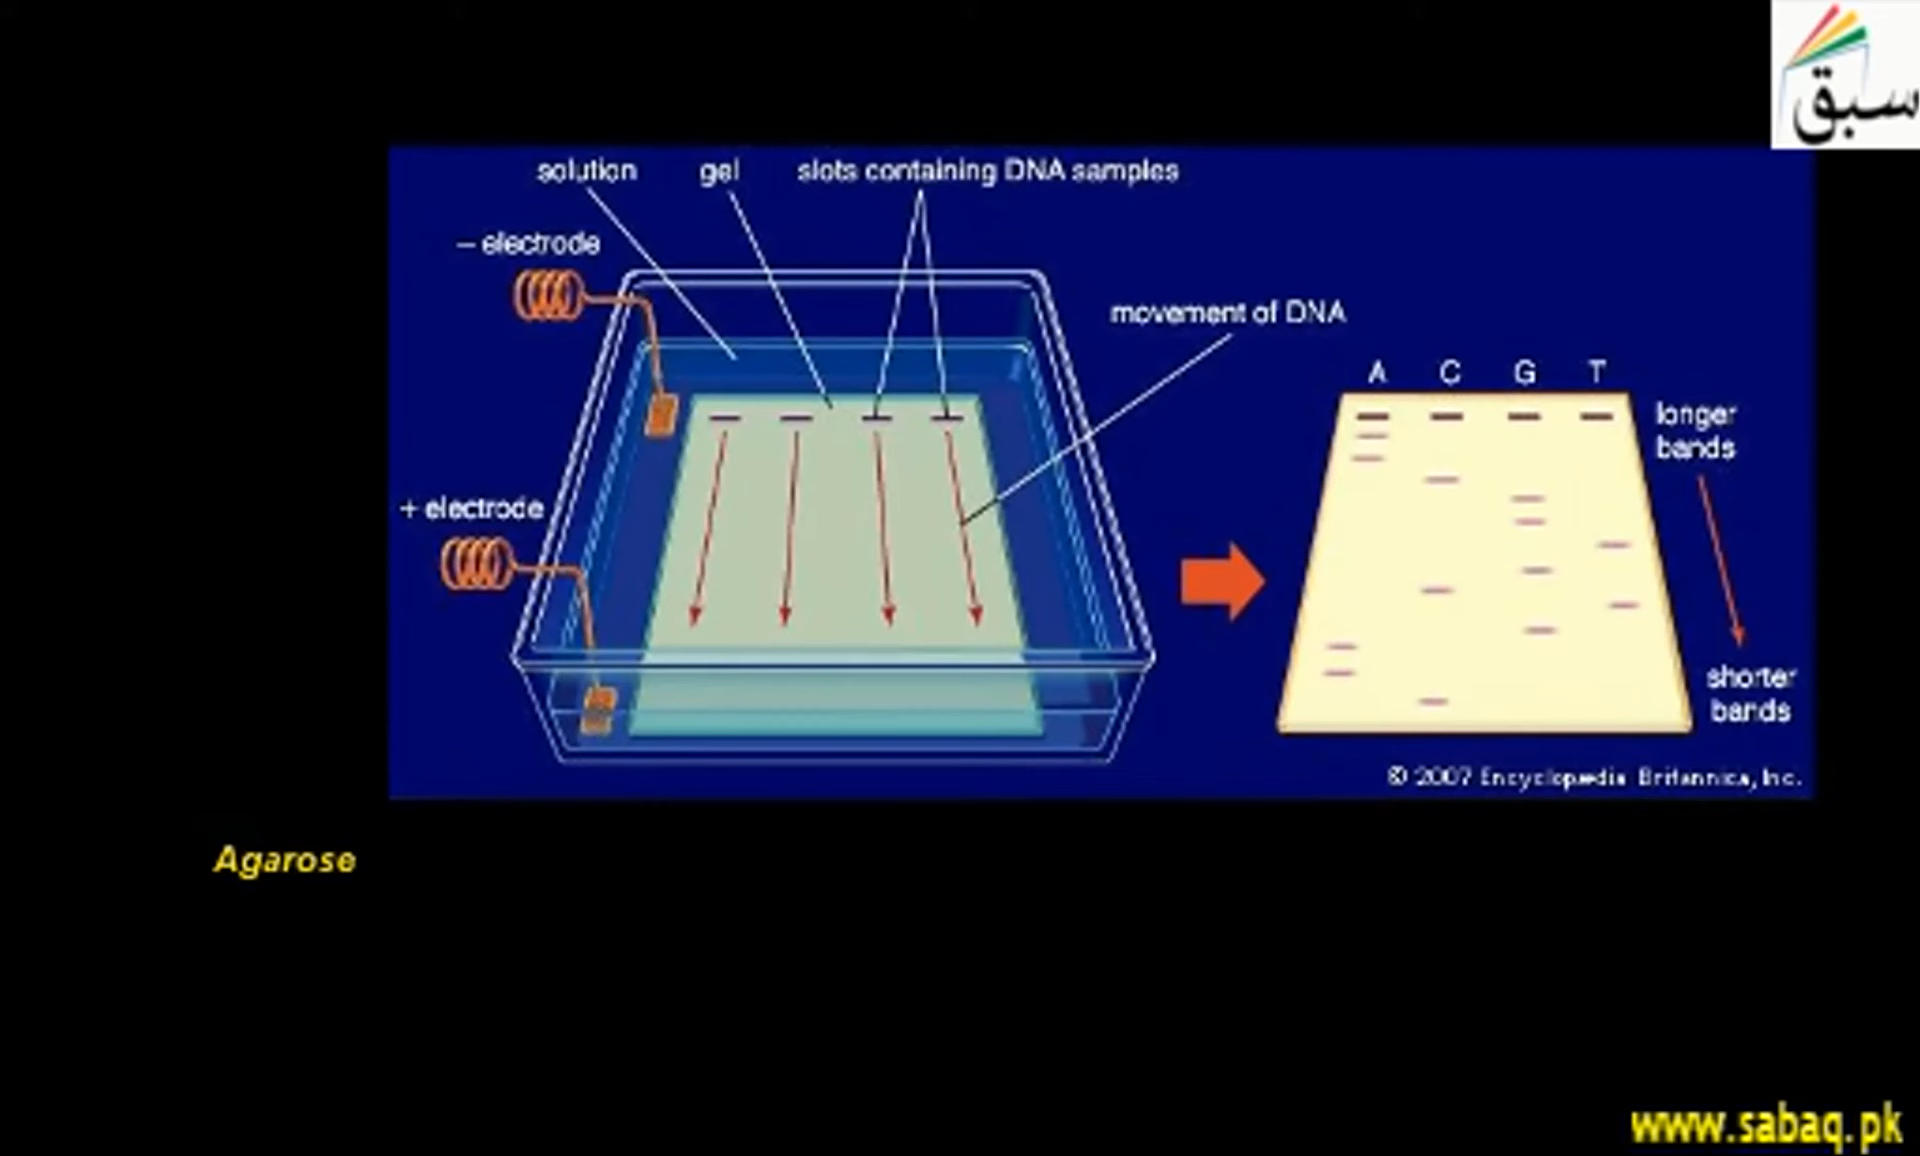 سبق
solution gel slots containing DNA samples
– electrode
movement of DNA
A C G T
longer
bands
+ electrode
shorter
bands
© 2007 Encyclopædia Britannica, Inc.
Agarose
www.sabaq.pk